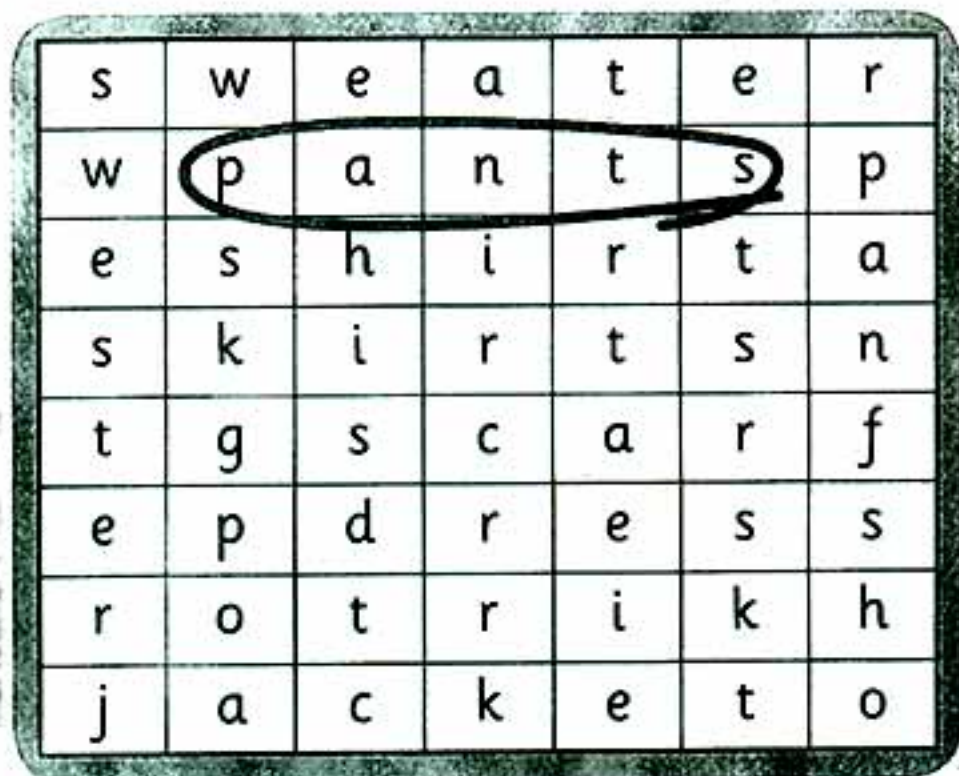 s w e a t e r
w p a n t s p
e s h i r t a
s k i r t s n
t g s c a r f
e p d r e s s
r o t r i k h
j a c k e t o